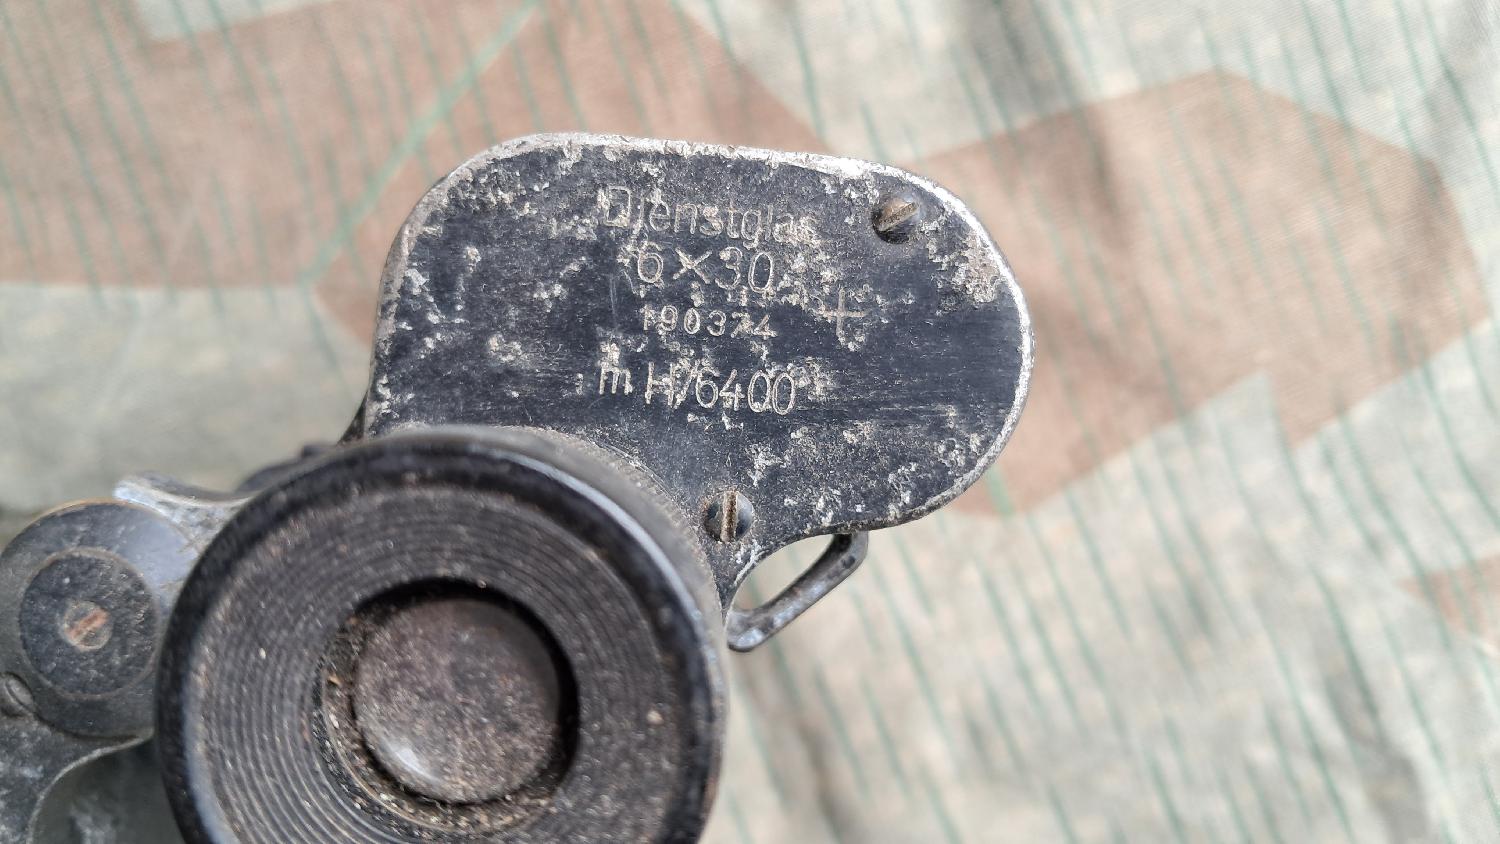 Dienstglas
6×30
190374 +
m H/6400